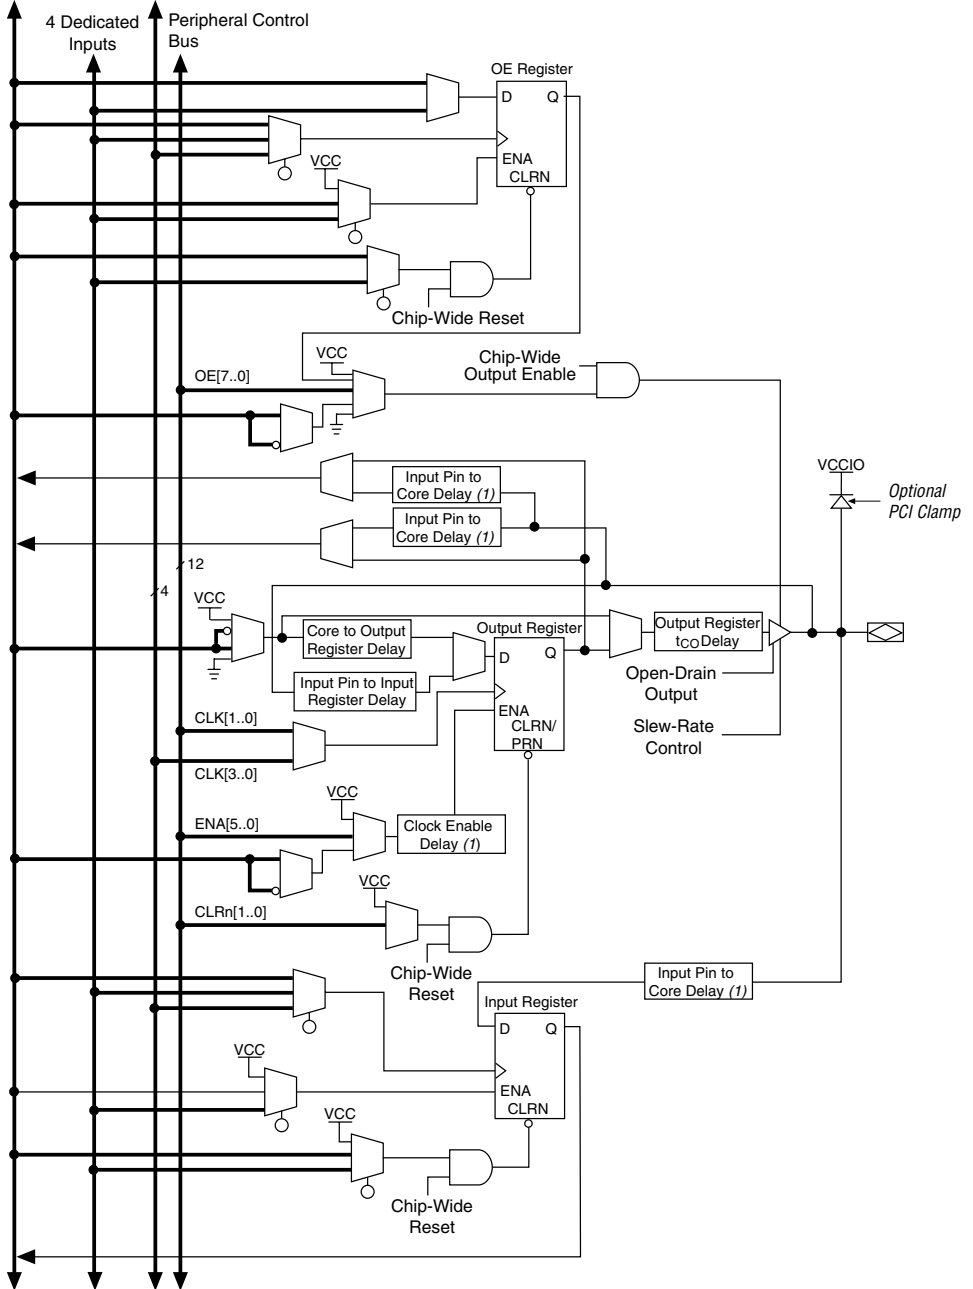 4 Dedicated
Inputs
Peripheral Control
Bus
OE Register
D Q
ENA
CLRN
VCC
Chip-Wide Reset
VCC
OE[7..0]
Chip-Wide
Output Enable
VCCIO
Optional
PCI Clamp
Input Pin to
Core Delay (1)
Input Pin to
Core Delay (1)
12
4
VCC
Core to Output
Register Delay
Output Register
D Q
ENA
CLRN/
PRN
Output Register
tCO Delay
Input Pin to Input
Register Delay
Open-Drain
Output
Slew-Rate
Control
CLK[1..0]
CLK[3..0]
VCC
ENA[5..0]
Clock Enable
Delay (1)
VCC
CLRn[1..0]
Chip-Wide
Reset
Input Pin to
Core Delay (1)
Input Register
D Q
ENA
CLRN
VCC
VCC
Chip-Wide
Reset